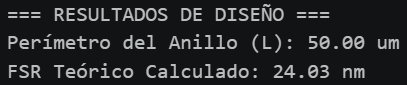 === RESULTADOS DE DISEÑO ===
Perímetro del Anillo (L): 50.00 um
FSR Teórico Calculado: 24.03 nm